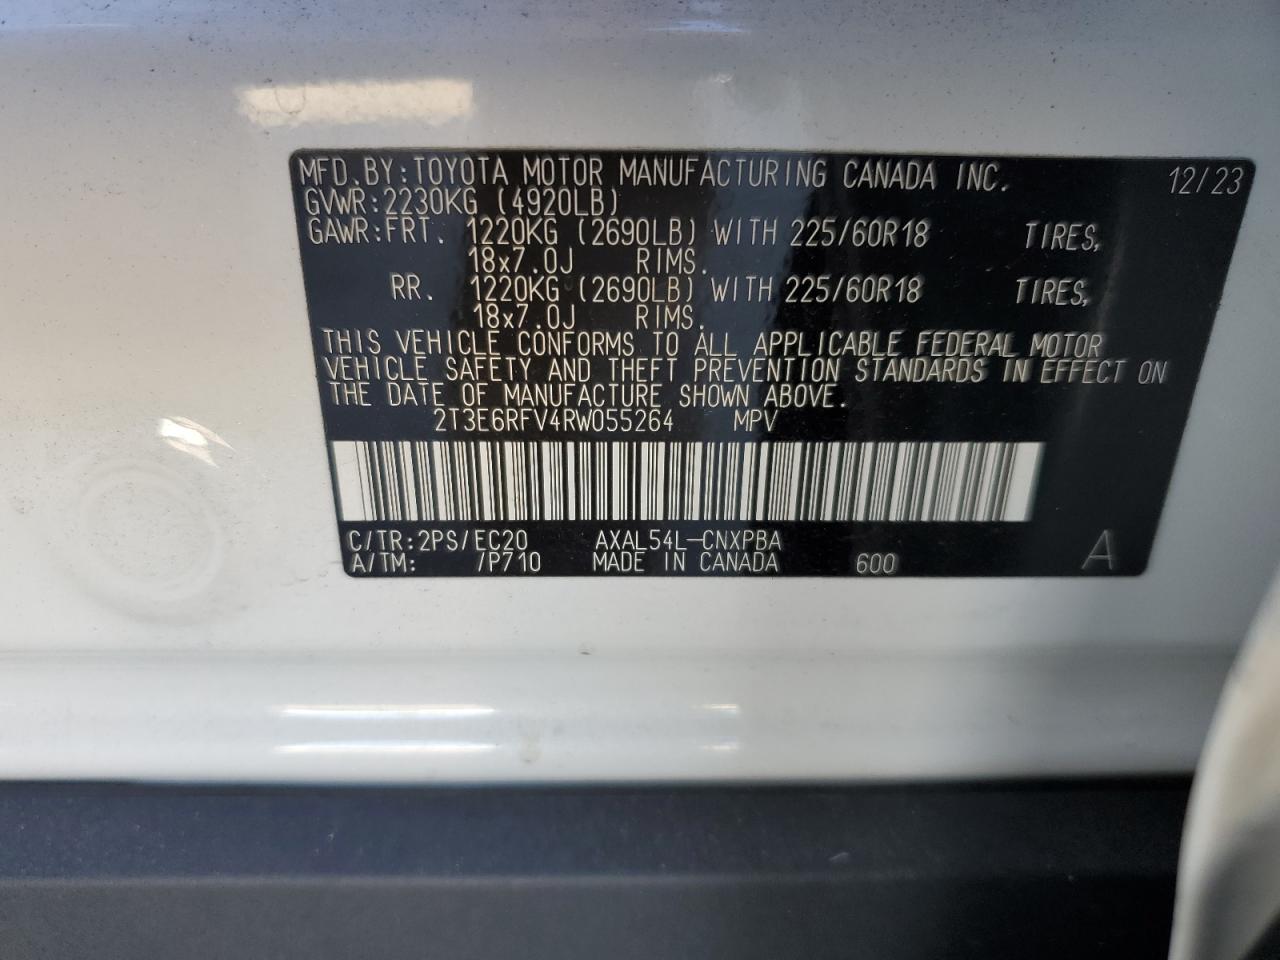 MFD.BY:TOYOTA MOTOR MANUFACTURING CANADA INC. 12/23
GVWR:2230KG (4920LB)
GAWR:FRT. 1220KG (2690LB) WITH 225/60R18 TIRES,
18x7.0J RIMS.
RR. 1220KG (2690LB) WITH 225/60R18 TIRES,
18x7.0J RIMS.
THIS VEHICLE CONFORMS TO ALL APPLICABLE FEDERAL MOTOR
VEHICLE SAFETY AND THEFT PREVENTION STANDARDS IN EFFECT ON
THE DATE OF MANUFACTURE SHOWN ABOVE.
2T3E6RFV4RW055264 MPV
C/TR:2PS/EC20 AXAL54L-CNXPBA
A/TM: /P710 MADE IN CANADA 600 A